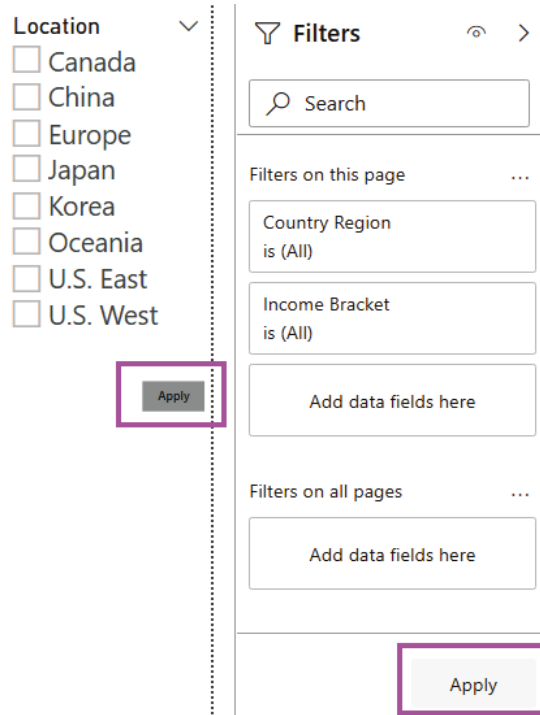 Location
Canada
China
Europe
Japan
Korea
Oceania
U.S. East
U.S. West
Apply
Filters
Search
Filters on this page
...
Country Region
is (All)
Income Bracket
is (All)
Add data fields here
Filters on all pages
...
Add data fields here
Apply